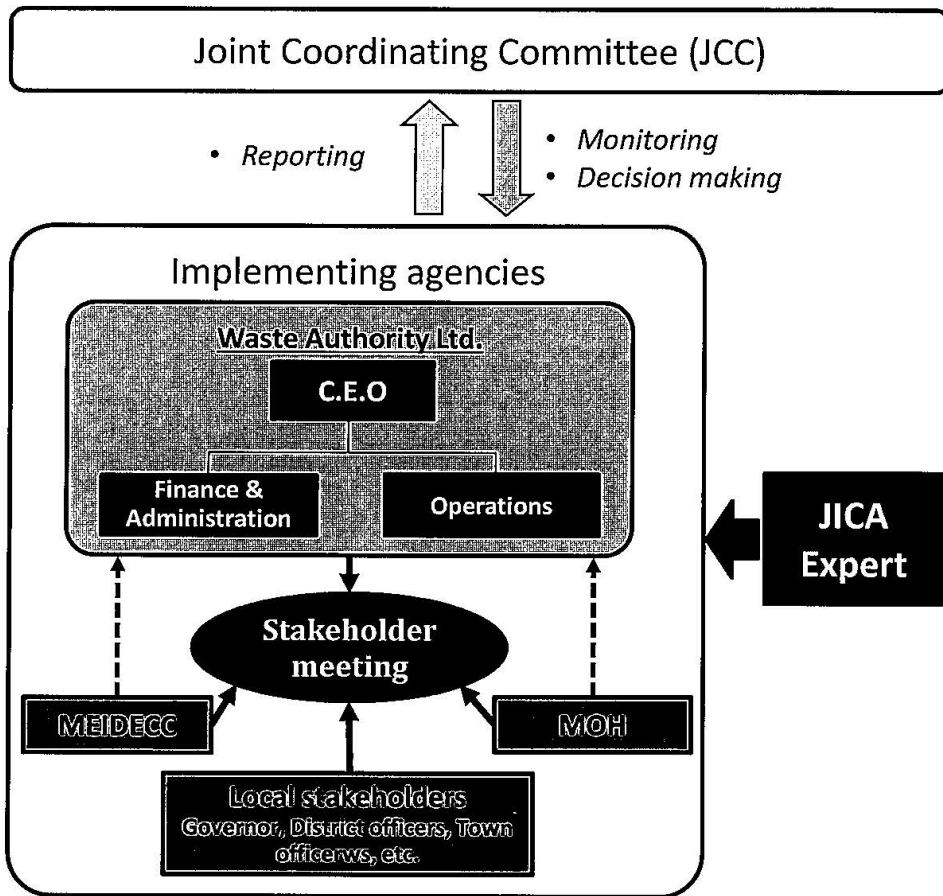 Joint Coordinating Committee (JCC)
• Reporting
• Monitoring
• Decision making
Implementing agencies
Waste Authority Ltd.
C.E.O
Finance &
Administration
Operations
JICA
Expert
Stakeholder
meeting
MEIDECC
MOH
Local stakeholders
Governor, District officers, Town
officerws, etc.